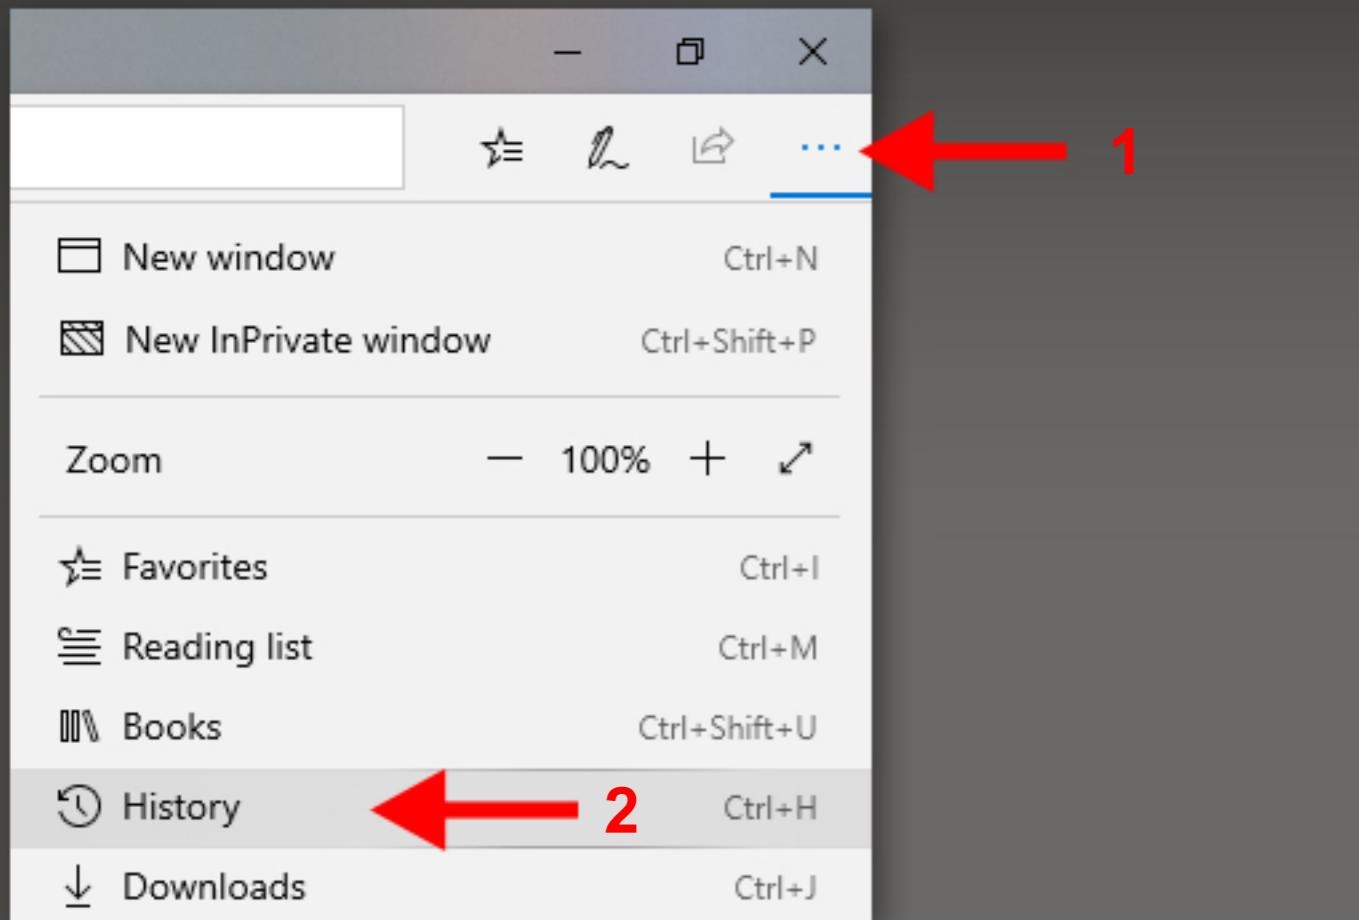 1
New window Ctrl+N
New InPrivate window Ctrl+Shift+P
Zoom 100%
Favorites Ctrl+I
Reading list Ctrl+M
Books Ctrl+Shift+U
History 2 Ctrl+H
Downloads Ctrl+J